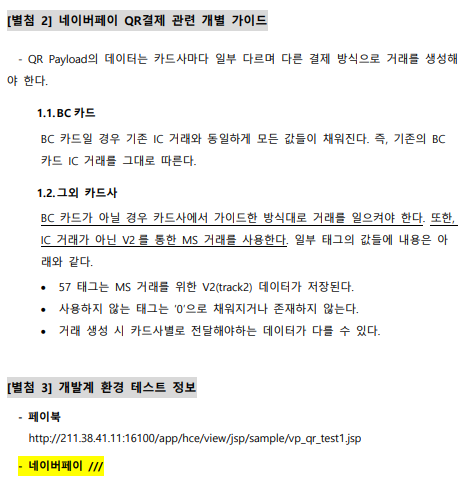 [별첨 2] 네이버페이 QR결제 관련 개별 가이드
- QR Payload의 데이터는 카드사마다 일부 다르며 다른 결제 방식으로 거래를 생성해
야 한다.
1.1.BC 카드
BC 카드일 경우 기존 IC 거래와 동일하게 모든 값들이 채워진다. 즉, 기존의 BC
카드 IC 거래를 그대로 따른다.
1.2.그외 카드사
BC 카드가 아닐 경우 카드사에서 가이드한 방식대로 거래를 일으켜야 한다. 또한,
IC 거래가 아닌 V2 를 통한 MS 거래를 사용한다. 일부 태그의 값들에 내용은 아
래와 같다.
• 57 태그는 MS 거래를 위한 V2(track2) 데이터가 저장된다.
• 사용하지 않는 태그는 '0'으로 채워지거나 존재하지 않는다.
• 거래 생성 시 카드사별로 전달해야하는 데이터가 다를 수 있다.
[별첨 3] 개발계 환경 테스트 정보
- 페이북
http://211.38.41.11:16100/app/hce/view/jsp/sample/vp_qr_test1.jsp
- 네이버페이 ///